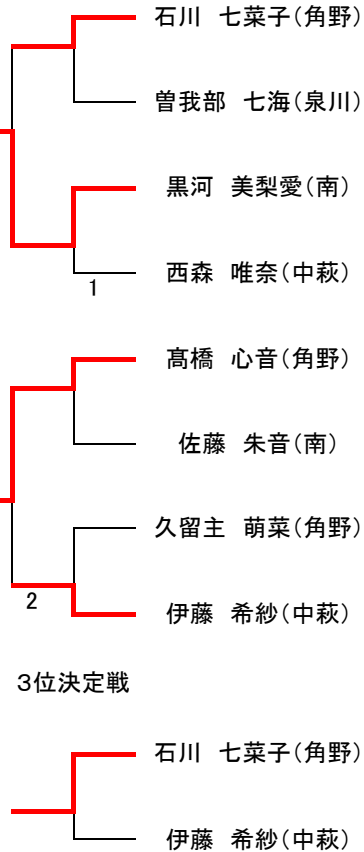 石川　七菜子(角野)
曽我部　七海(泉川)
黒河　美梨愛(南)
西森　唯奈(中萩)
1
髙橋　心音(角野)
佐藤　朱音(南)
久留主　萌菜(角野)
2
伊藤　希紗(中萩)
３位決定戦
石川　七菜子(角野)
伊藤　希紗(中萩)